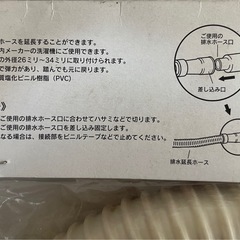 ホースを延長することができます。
内メーカーの洗濯機にご使用できます。
の外径26ミリ～34ミリに取り付けられます。
で弾力があり、踏んでも元に戻ります。
質塩化ビニル樹脂（PVC）
ご使用の
排水ホース口
差し込み口
の排水ホース口に合わせてハサミなどで切ります。
ご使用の排水ホース口を差し込み固定します。
なる場合は、接続部をビニルテープなどで止めてください。
ご使用の
排水ホース口
排水延長ホース